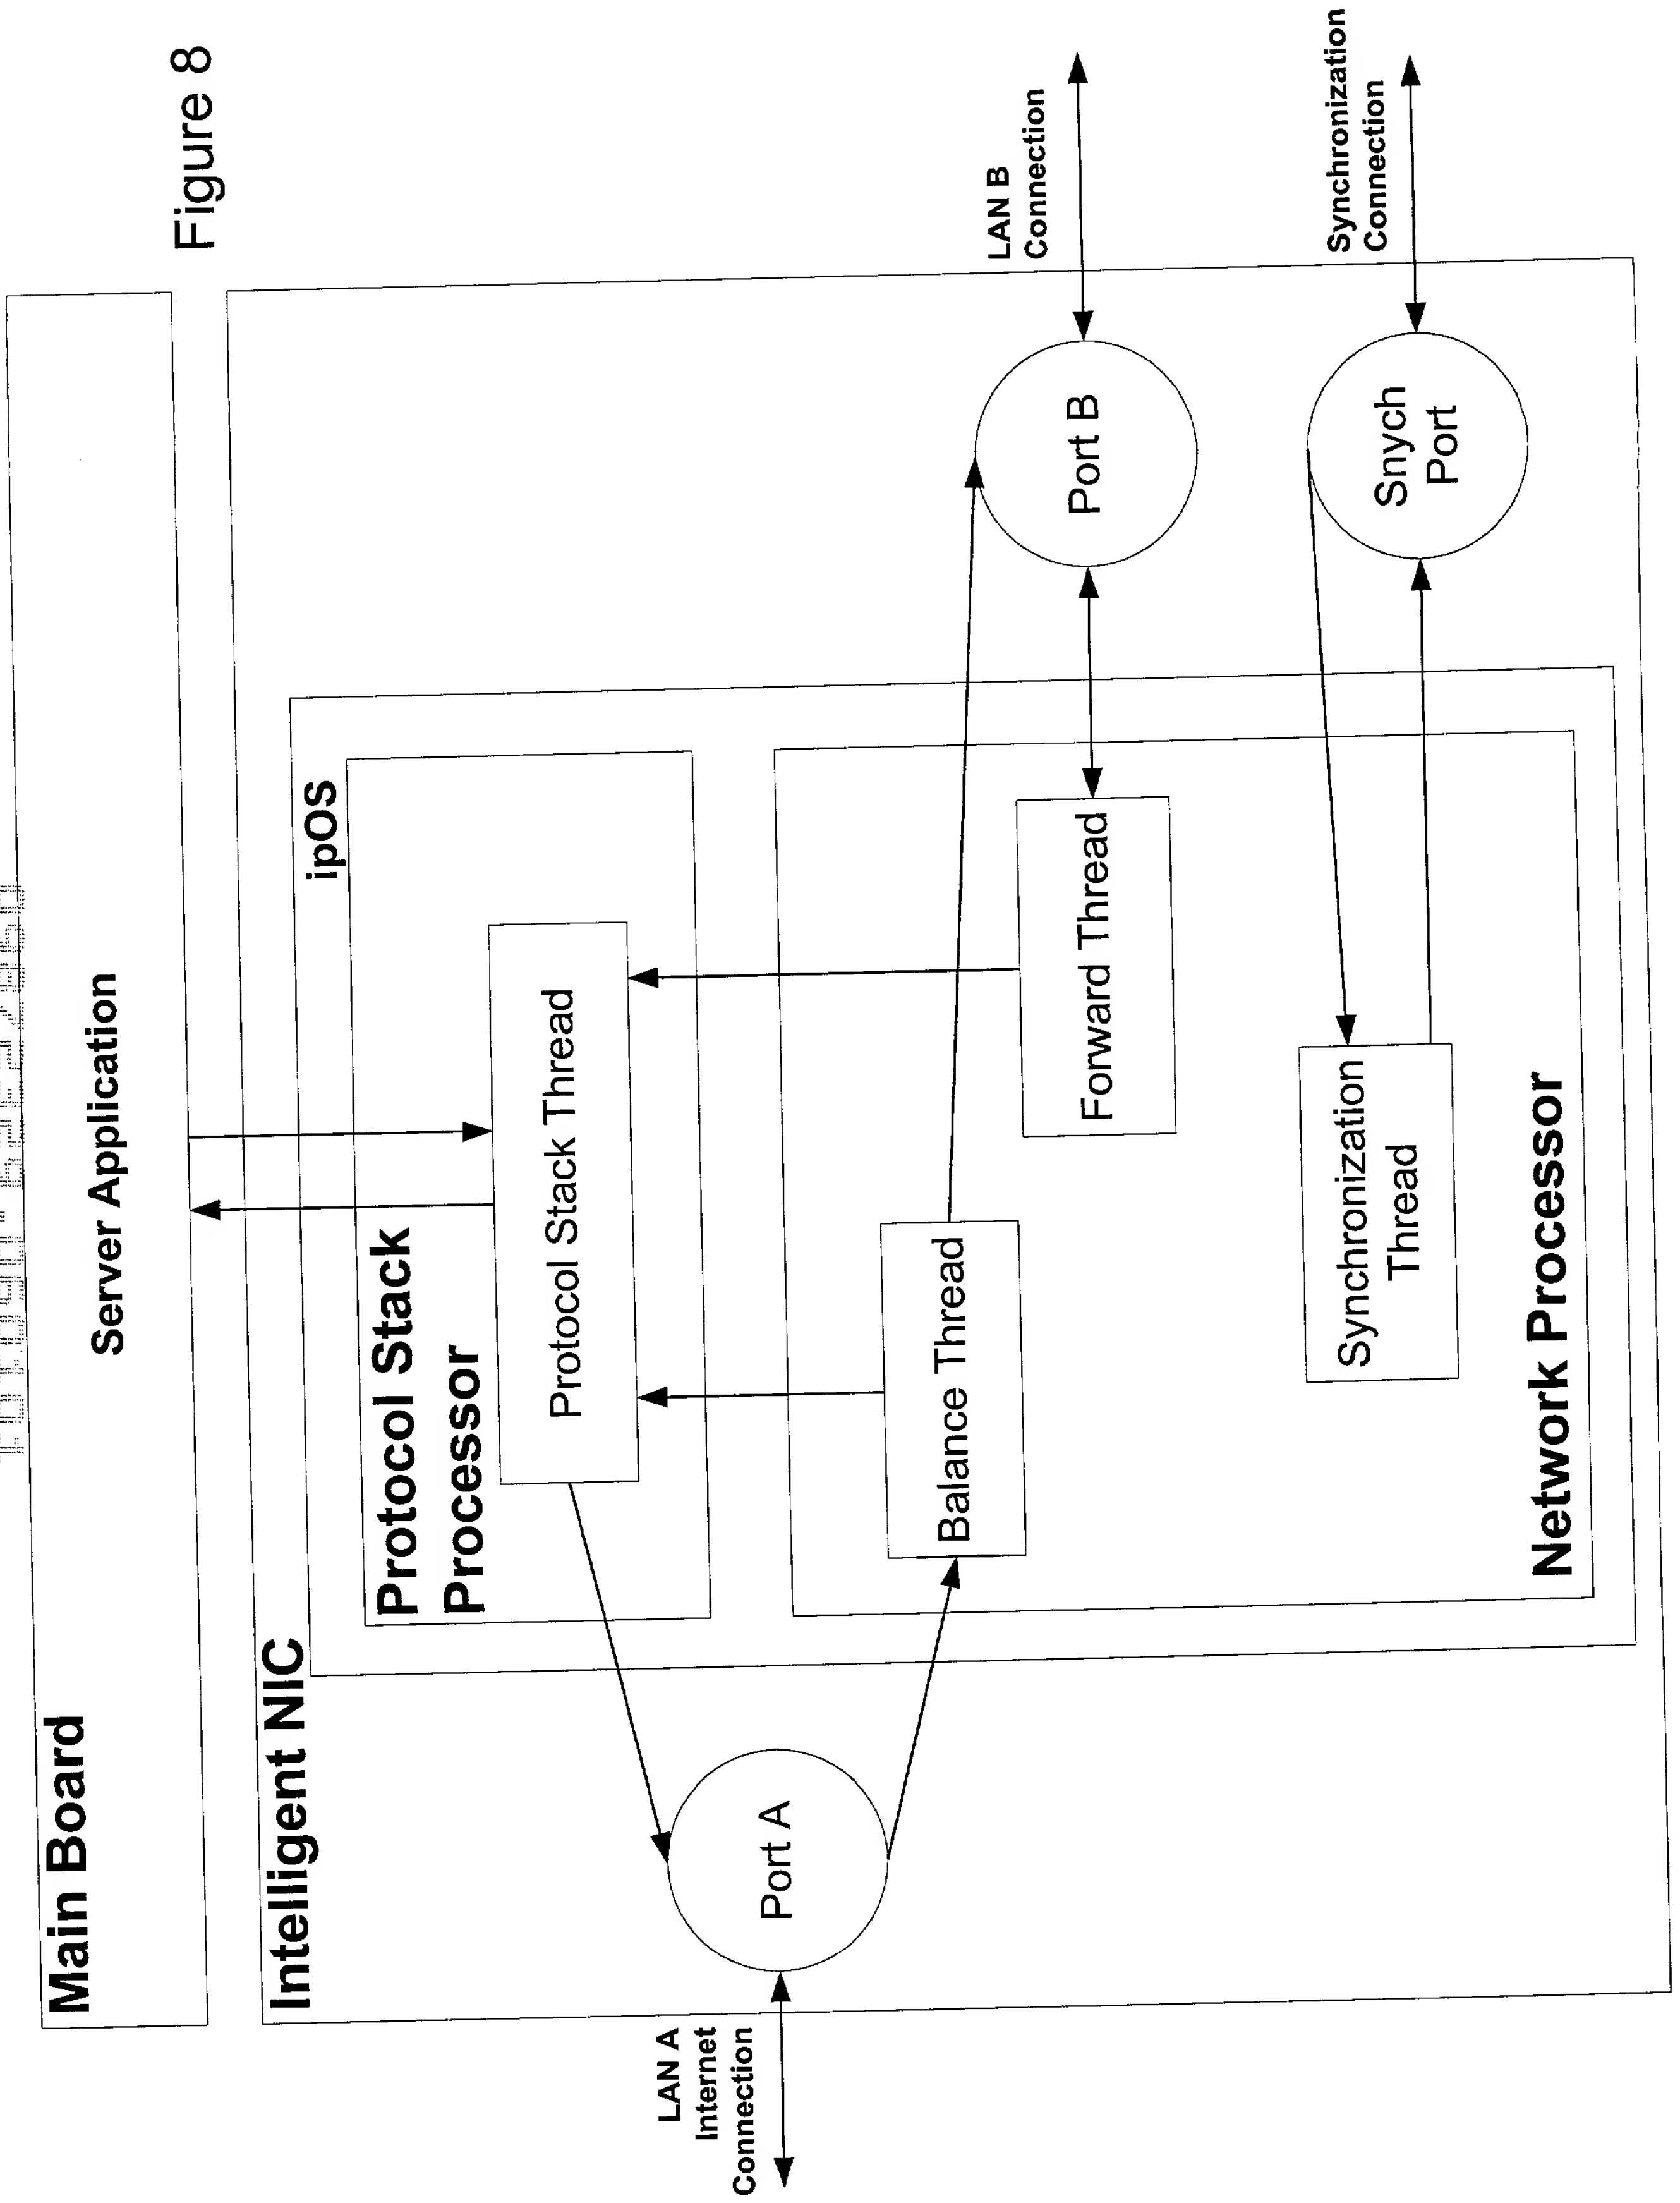 Figure 8
Main Board
Server Application
Intelligent NIC
ipOS
Protocol Stack
Processor
Protocol Stack Thread
LAN A
Internet
Connection
Port A
Balance Thread
Forward Thread
Port B
LAN B
Connection
Synchronization
Thread
Snych
Port
Synchronization
Connection
Network Processor